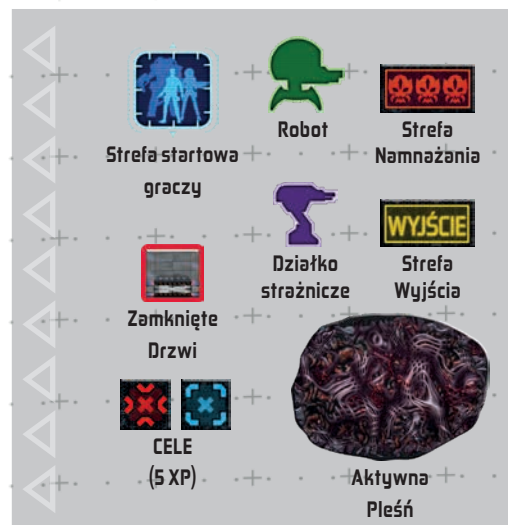 Strefa startowa
graczy
Robot
Strefa
Namnażania
Działko
strażnicze
WYJŚCIE
Strefa
Wyjścia
Zamknięte
Drzwi
CELE
(5 XP)
Aktywna
Pleśń